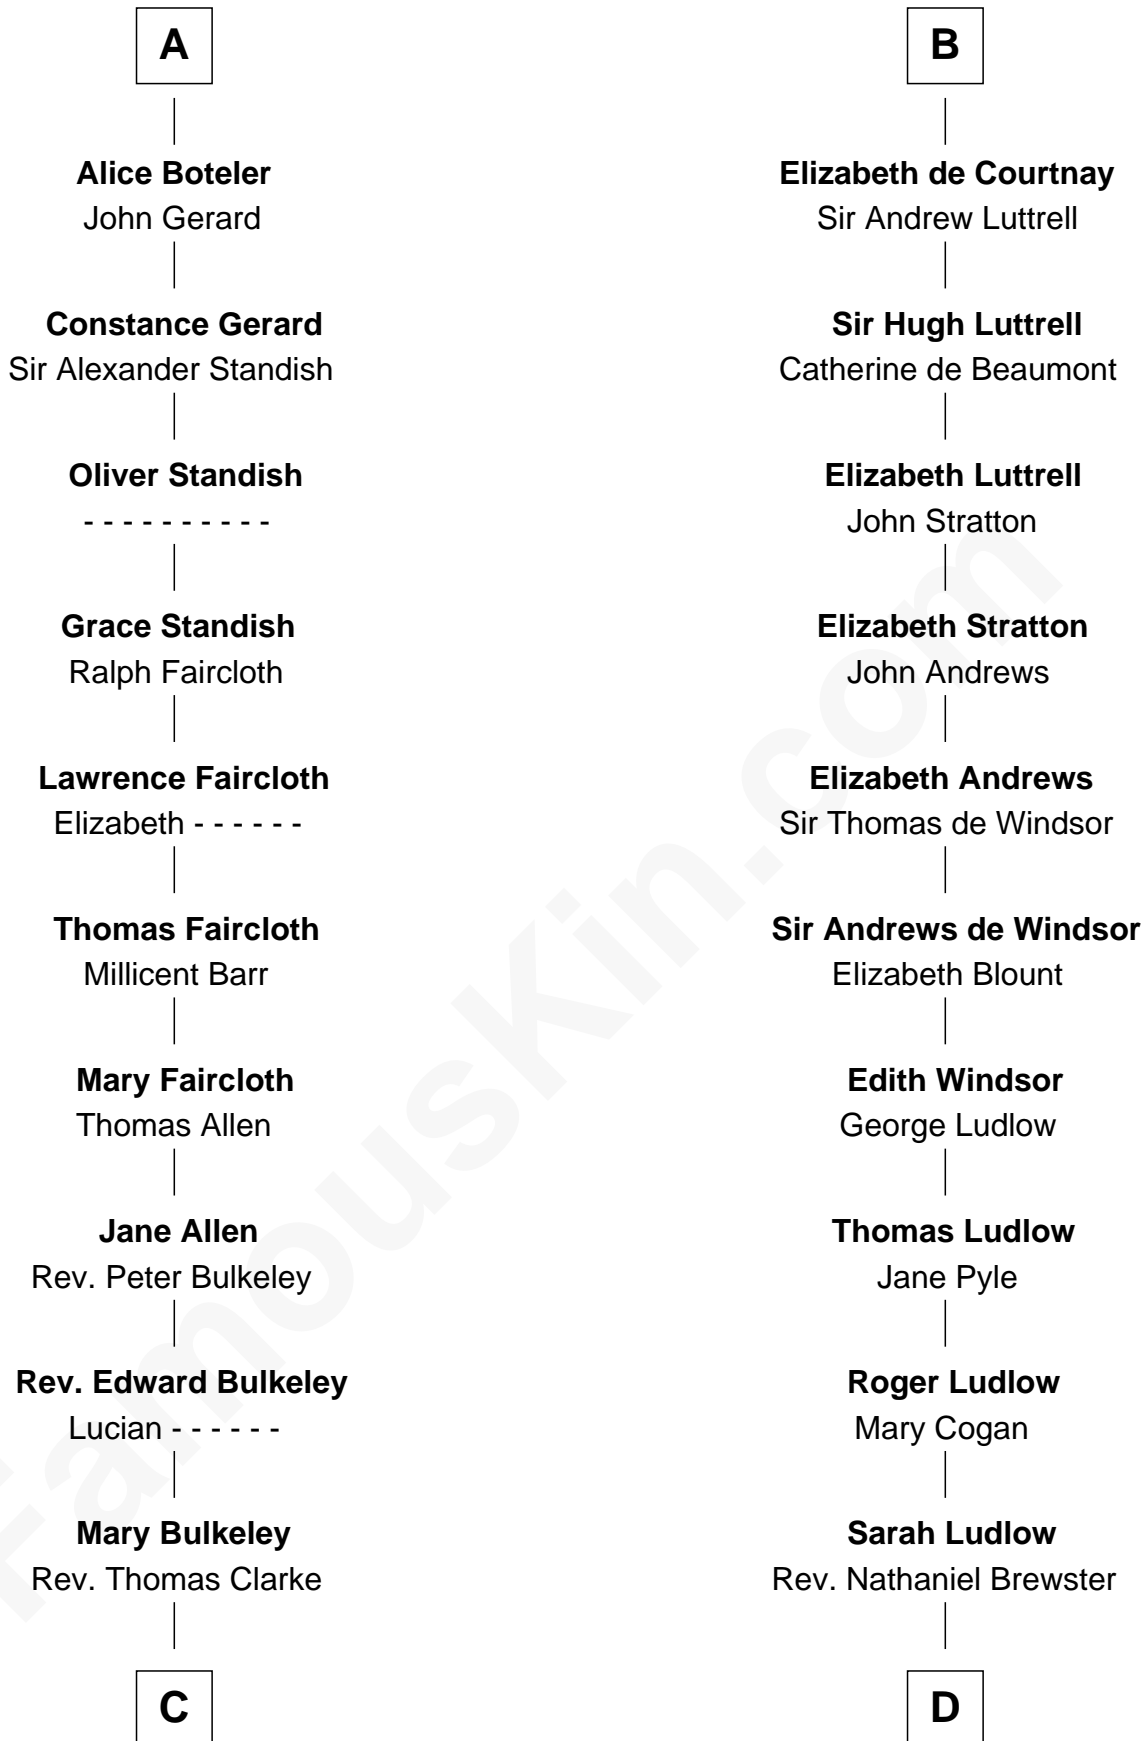 A
Alice Boteler
John Gerard
Constance Gerard
Sir Alexander Standish
Oliver Standish
- - - - - - - - - -
Grace Standish
Ralph Faircloth
Lawrence Faircloth
Elizabeth - - - - - -
Thomas Faircloth
Millicent Barr
Mary Faircloth
Thomas Allen
Jane Allen
Rev. Peter Bulkeley
Rev. Edward Bulkeley
Lucian - - - - - -
Mary Bulkeley
Rev. Thomas Clarke
C
B
Elizabeth de Courtnay
Sir Andrew Luttrell
Sir Hugh Luttrell
Catherine de Beaumont
Elizabeth Luttrell
John Stratton
Elizabeth Stratton
John Andrews
Elizabeth Andrews
Sir Thomas de Windsor
Sir Andrews de Windsor
Elizabeth Blount
Edith Windsor
George Ludlow
Thomas Ludlow
Jane Pyle
Roger Ludlow
Mary Cogan
Sarah Ludlow
Rev. Nathaniel Brewster
D
FamousKin.com